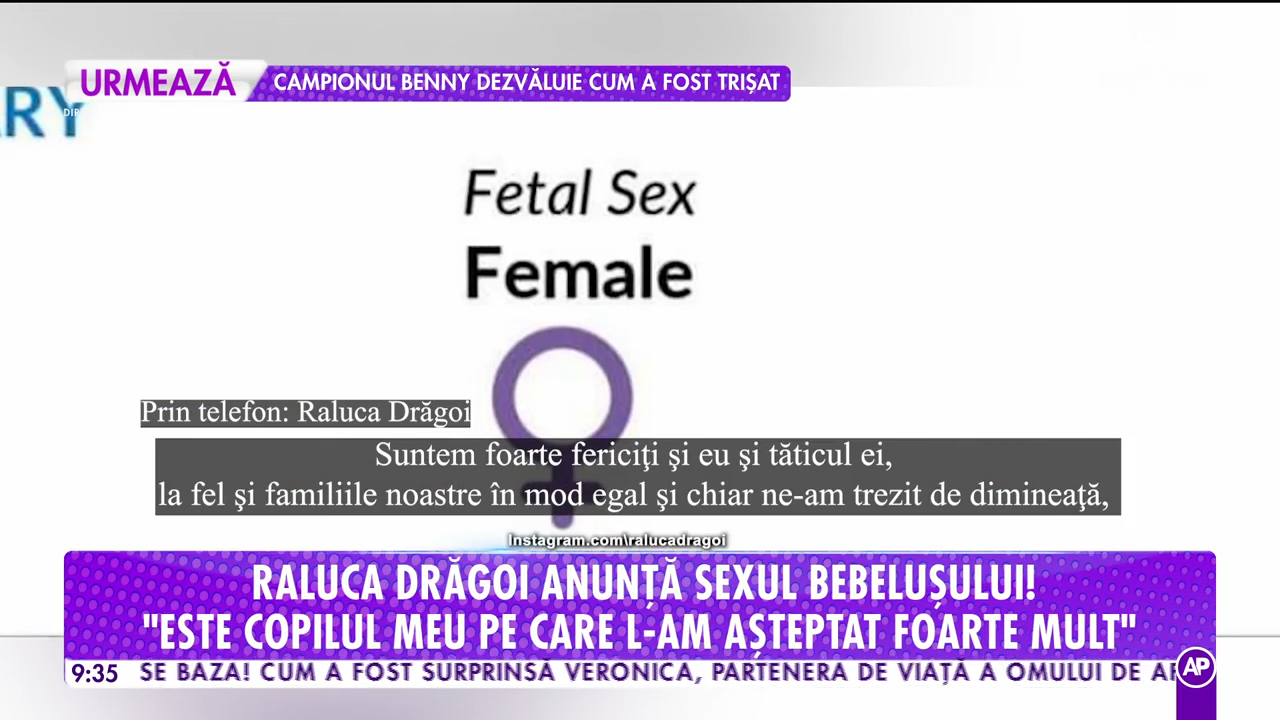 URMEAZĂ
CAMPIONUL BENNY DEZVĂLUIE CUM A FOST TRIȘAT
RY
Fetal Sex
Female
Prin telefon: Raluca Drăgoi
Suntem foarte fericiţi şi eu şi tăticul ei,
la fel şi familiile noastre în mod egal şi chiar ne-am trezit de dimineaţă,
Instagram.com\ralucadragoi
RALUCA DRĂGOI ANUNȚĂ SEXUL BEBELUȘULUI!
"ESTE COPILUL MEU PE CARE L-AM AȘTEPTAT FOARTE MULT"
9:35 SE BAZA! CUM A FOST SURPRINSĂ VERONICA, PARTENERA DE VIAȚĂ A OMULUI DE AF
AP